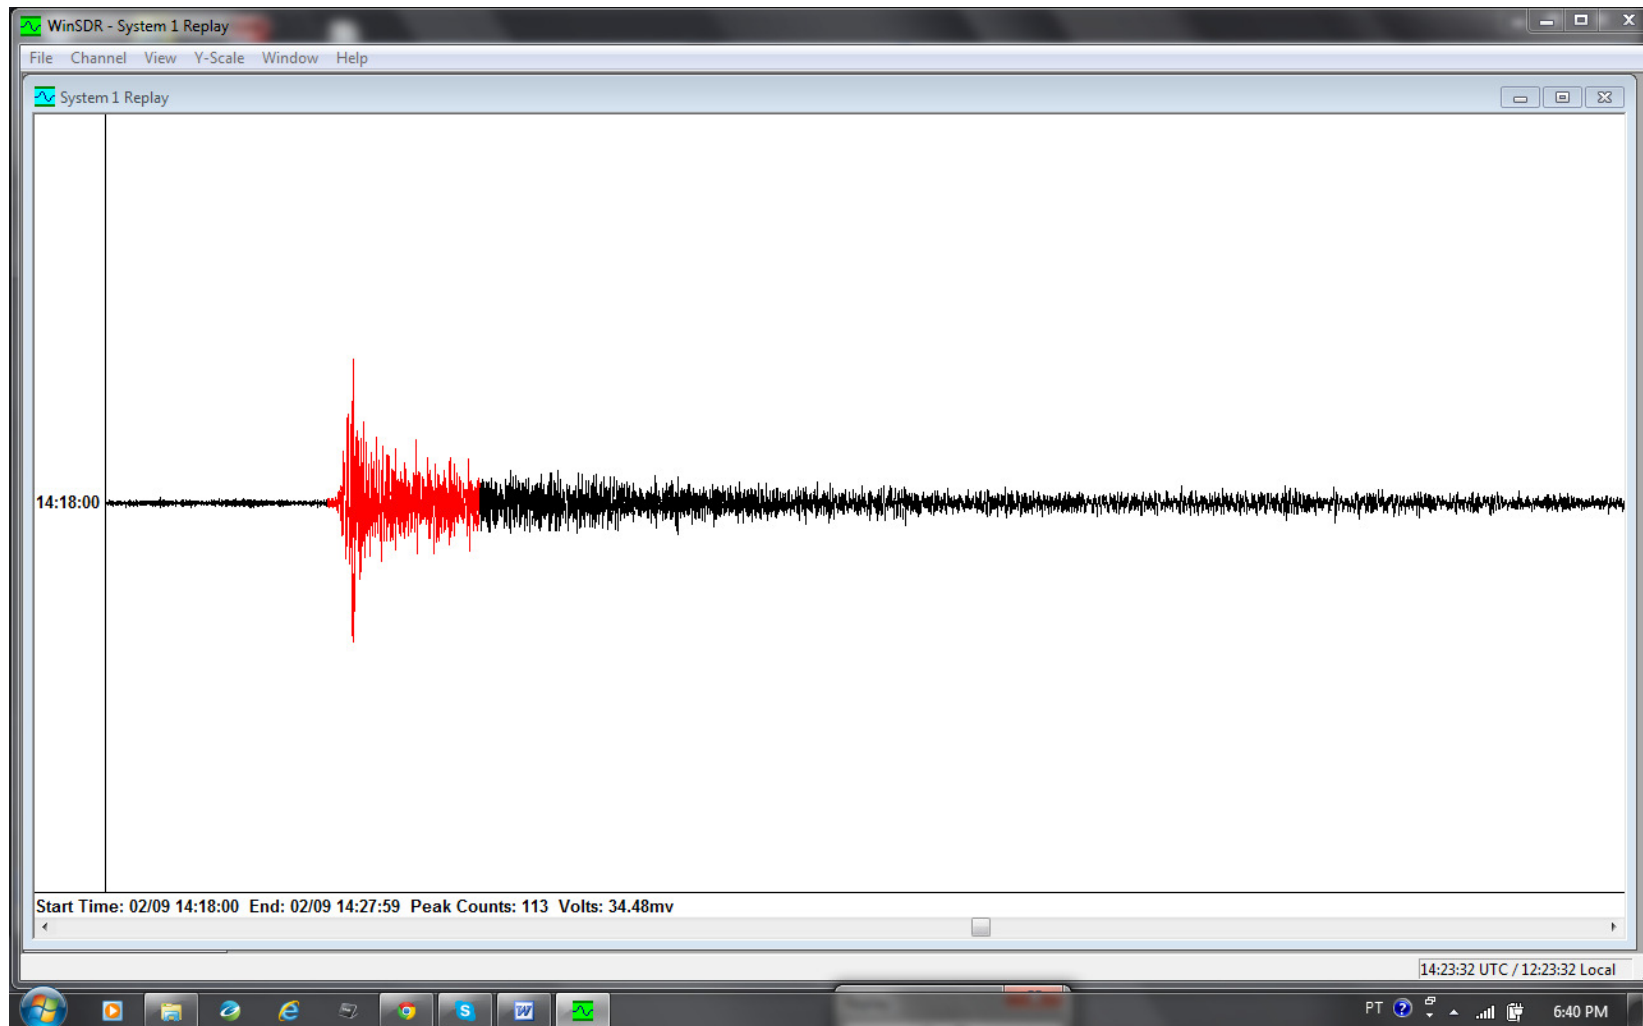 WinSDR - System 1 Replay
File Channel View Y-Scale Window Help
System 1 Replay
14:18:00
Start Time: 02/09 14:18:00 End: 02/09 14:27:59 Peak Counts: 113 Volts: 34.48mv
14:23:32 UTC / 12:23:32 Local
PT 6:40 PM